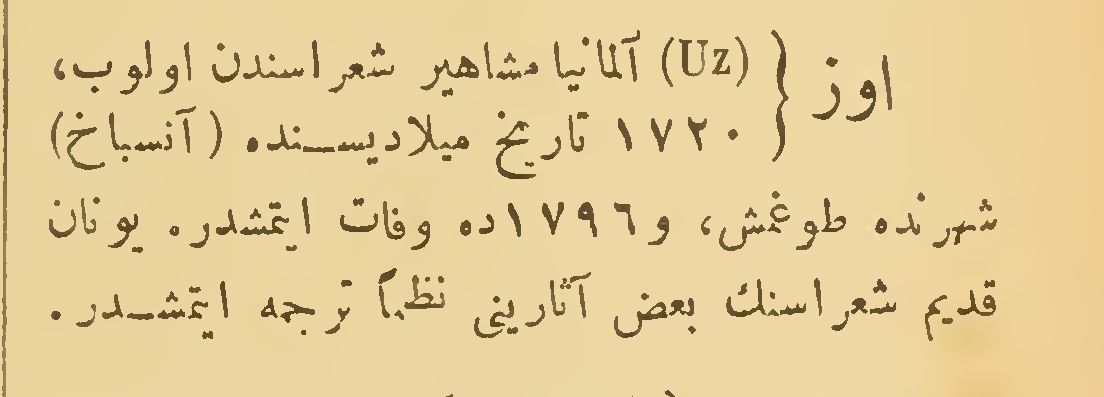 اوز } (Uz) آلمانیا مشاهیر شعراسندن اولوب،
۱۷۲۰ تاریخ میلادیسنده (آنسباخ)
شهرنده طوغمش، و ۱۷۹٦ ده وفات ایتمشدر. یونان
قدیم شعراسنك بعض آثارینی نظماً ترجمه ایتمشدر.